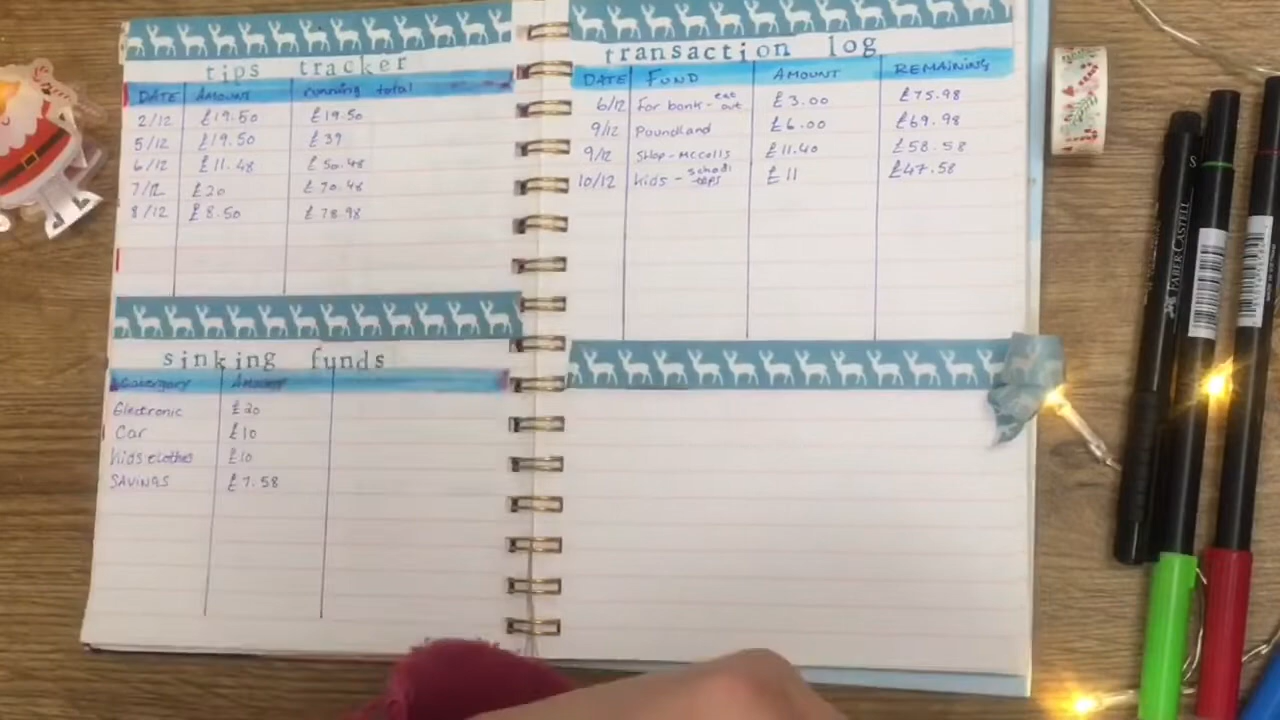 tips tracker
DATE AMOUNT running total
2/12 £19.50 £19.50
5/12 £19.50 £39
6/12 £11.48 £50.48
7/12 £20 £70.48
8/12 £8.50 £78.98
sinking funds
Catergory Amount
Electronic £20
Car £10
kids clothes £10
SAVINGS £7.58
transaction log
DATE FUND AMOUNT REMAINING
6/12 For bank - eat out £3.00 £75.98
9/12 Poundland £6.00 £69.98
9/12 Shop - McColls £11.40 £58.58
10/12 kids - school £11 £47.58
FABER-CASTELL